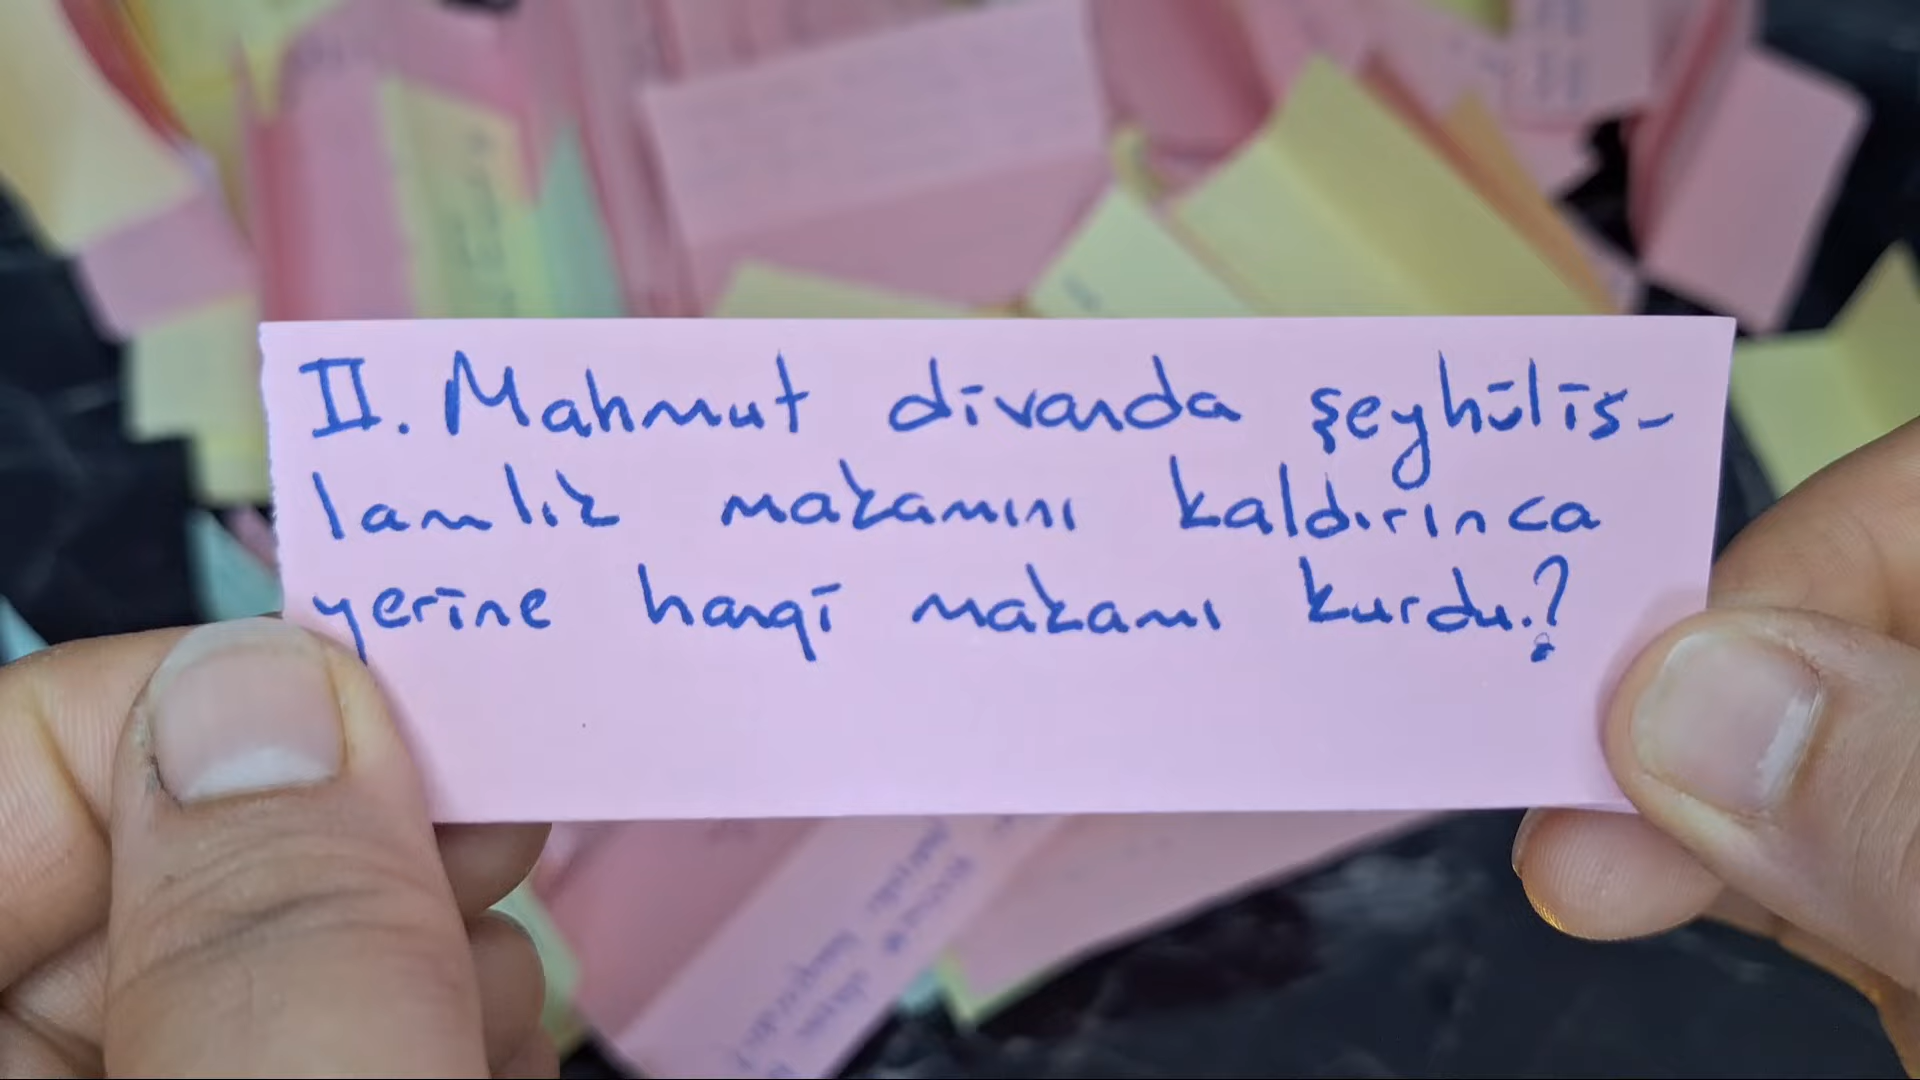 II. Mahmut divanda şeyhülis-
lamlık makamını kaldırınca
yerine hangi makamı kurdu.?